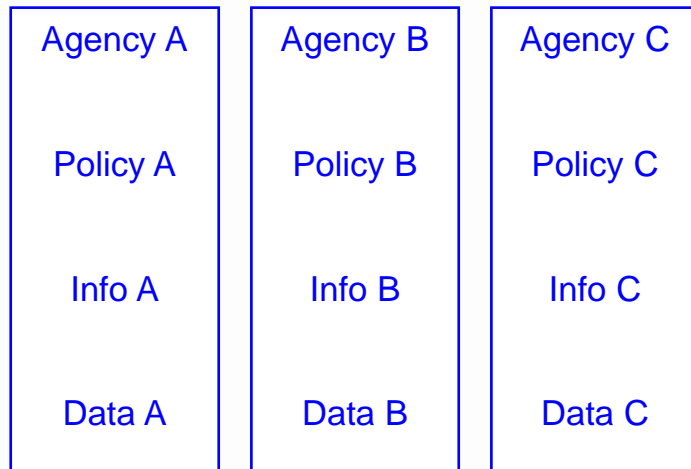 Agency A
Policy A
Info A
Data A
Agency B
Policy B
Info B
Data B
Agency C
Policy C
Info C
Data C